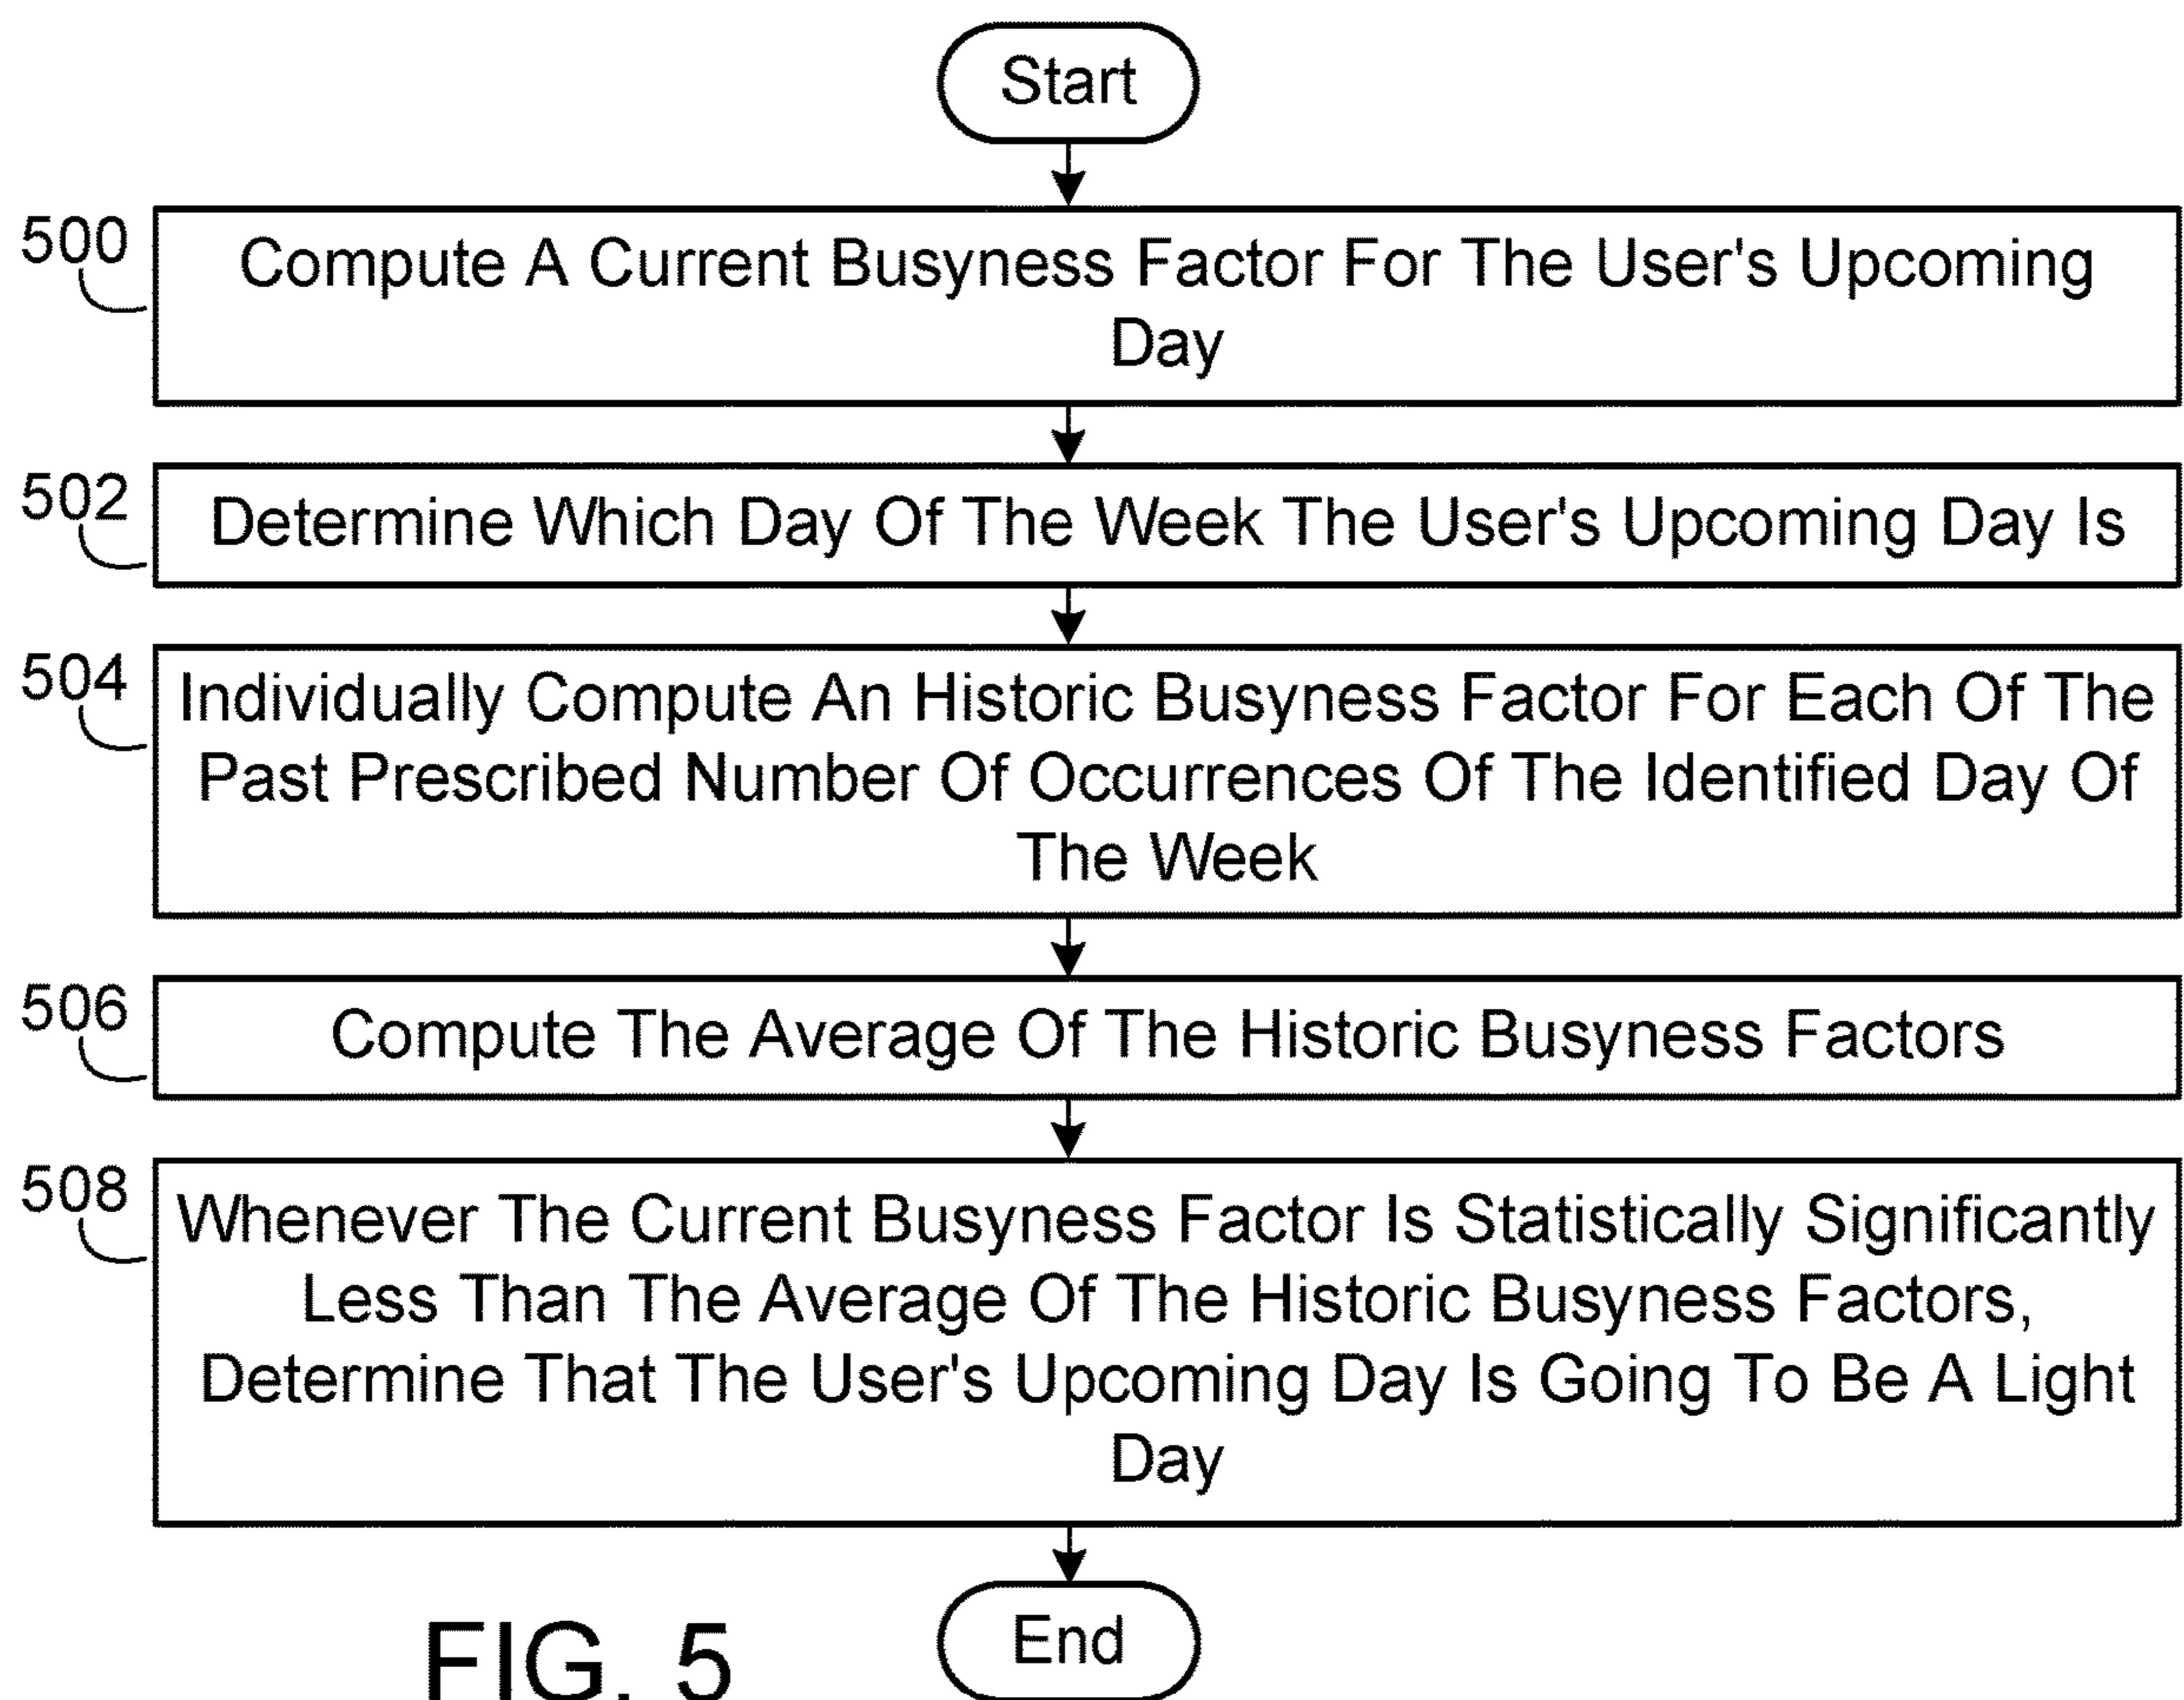 Start
500
Compute A Current Busyness Factor For The User's Upcoming
Day
502
Determine Which Day Of The Week The User's Upcoming Day Is
504
Individually Compute An Historic Busyness Factor For Each Of The
Past Prescribed Number Of Occurrences Of The Identified Day Of
The Week
506
Compute The Average Of The Historic Busyness Factors
508
Whenever The Current Busyness Factor Is Statistically Significantly
Less Than The Average Of The Historic Busyness Factors,
Determine That The User's Upcoming Day Is Going To Be A Light
Day
End
FIG. 5